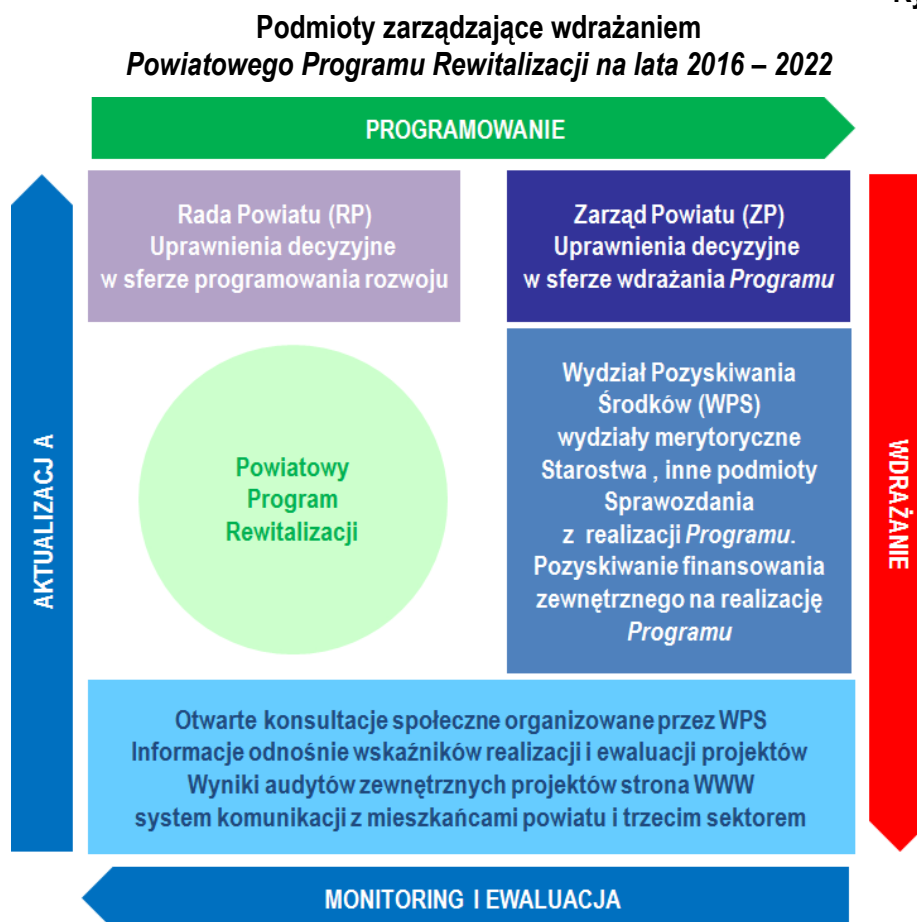 Podmioty zarządzające wdrażaniem
Powiatowego Programu Rewitalizacji na lata 2016 – 2022
PROGRAMOWANIE
Rada Powiatu (RP)
Uprawnienia decyzyjne
w sferze programowania rozwoju
Zarząd Powiatu (ZP)
Uprawnienia decyzyjne
w sferze wdrażania Programu
AKTUALIZACJ A
Powiatowy
Program
Rewitalizacji
Wydział Pozyskiwania
Środków (WPS)
wydziały merytoryczne
Starostwa , inne podmioty
Sprawozdania
z realizacji Programu.
Pozyskiwanie finansowania
zewnętrznego na realizację
Programu
WDRAŻANIE
Otwarte konsultacje społeczne organizowane przez WPS
Informacje odnośnie wskaźników realizacji i ewaluacji projektów
Wyniki audytów zewnętrznych projektów strona WWW
system komunikacji z mieszkańcami powiatu i trzecim sektorem
MONITORING I EWALUACJA